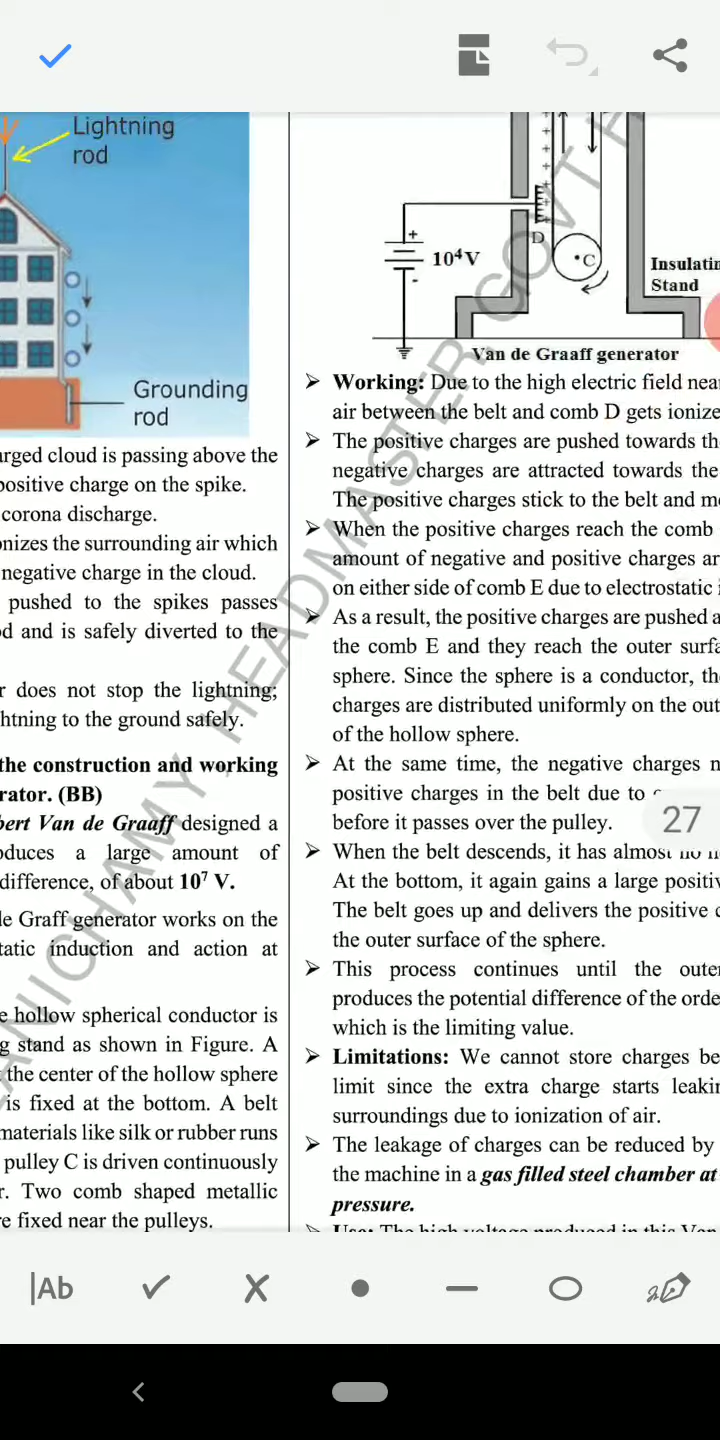 Lightning
rod
Grounding
rod
arged cloud is passing above the
positive charge on the spike.
corona discharge.
onizes the surrounding air which
negative charge in the cloud.
pushed to the spikes passes
d and is safely diverted to the
r does not stop the lightning;
htning to the ground safely.
the construction and working
rator. (BB)
bert Van de Graaff designed a
oduces a large amount of
difference, of about 10⁷ V.
de Graff generator works on the
tatic induction and action at
e hollow spherical conductor is
g stand as shown in Figure. A
the center of the hollow sphere
is fixed at the bottom. A belt
materials like silk or rubber runs
pulley C is driven continuously
r. Two comb shaped metallic
re fixed near the pulleys.
D
+
10⁴V
-
C
Insulatin
Stand
Van de Graaff generator
➢ Working: Due to the high electric field nea
air between the belt and comb D gets ionize
➢ The positive charges are pushed towards th
negative charges are attracted towards the
The positive charges stick to the belt and m
➢ When the positive charges reach the comb
amount of negative and positive charges ar
on either side of comb E due to electrostatic i
➢ As a result, the positive charges are pushed a
the comb E and they reach the outer surfa
sphere. Since the sphere is a conductor, th
charges are distributed uniformly on the out
of the hollow sphere.
➢ At the same time, the negative charges n
positive charges in the belt due to
before it passes over the pulley.
➢ When the belt descends, it has almost no n
At the bottom, it again gains a large positiv
The belt goes up and delivers the positive c
the outer surface of the sphere.
➢ This process continues until the oute
produces the potential difference of the orde
which is the limiting value.
➢ Limitations: We cannot store charges be
limit since the extra charge starts leakin
surroundings due to ionization of air.
➢ The leakage of charges can be reduced by
the machine in a gas filled steel chamber at
pressure.
➢ Use: The high voltage produced in this Van
27
ANICHAMY, HEADMASTER, GOVT H
|Ab